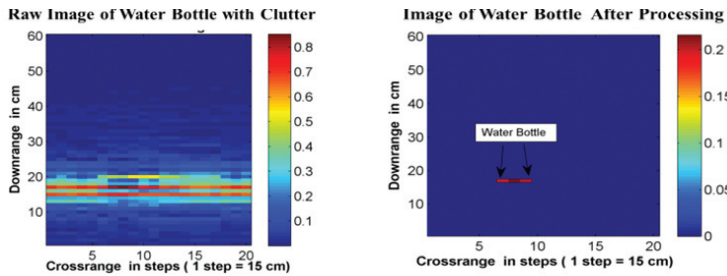 Raw Image of Water Bottle with Clutter
60
50
40
30
20
10
Downrange in cm
5 10 15 20
Crossrange in steps ( 1 step = 15 cm)
0.8
0.7
0.6
0.5
0.4
0.3
0.2
0.1
Image of Water Bottle After Processing
60
50
40
30
20
10
Downrange in cm
Water Bottle
5 10 15 20
Crossrange in steps ( 1 step = 15 cm)
0.2
0.15
0.1
0.05
0